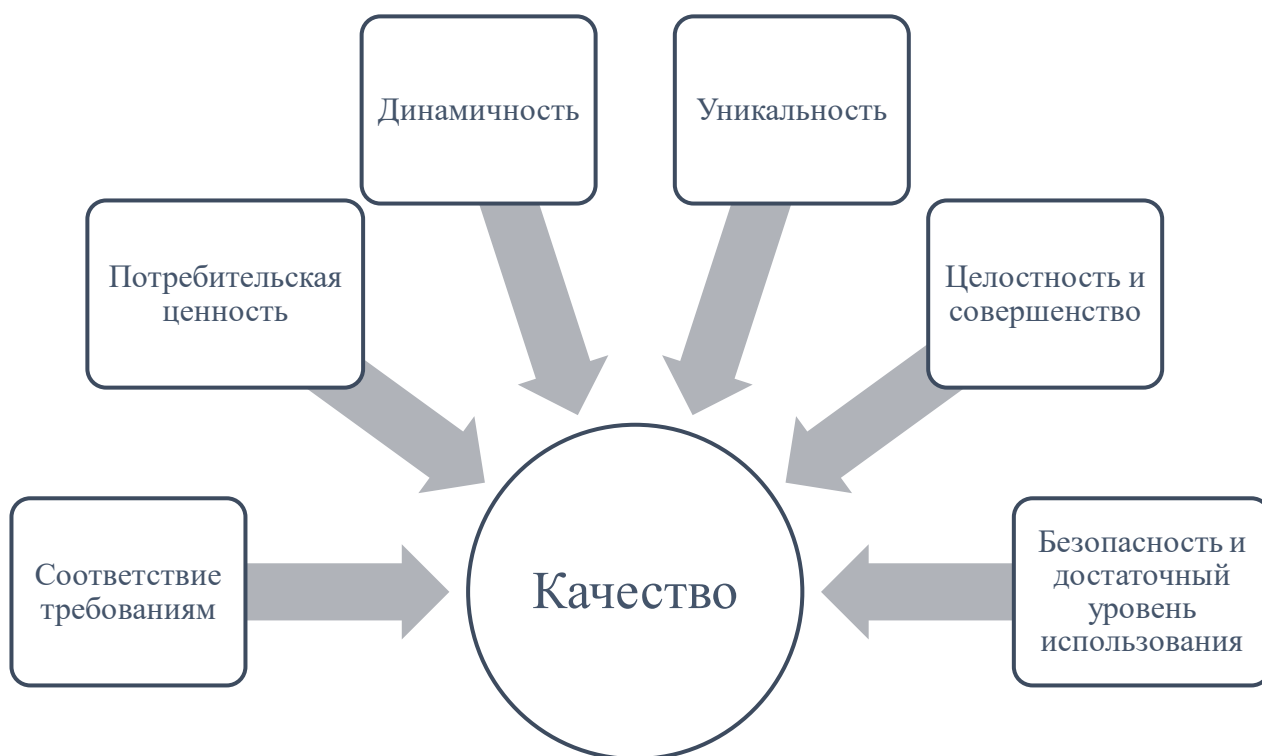 Динамичность
Уникальность
Потребительская
ценность
Целостность и
совершенство
Соответствие
требованиям
Качество
Безопасность и
достаточный
уровень
использования